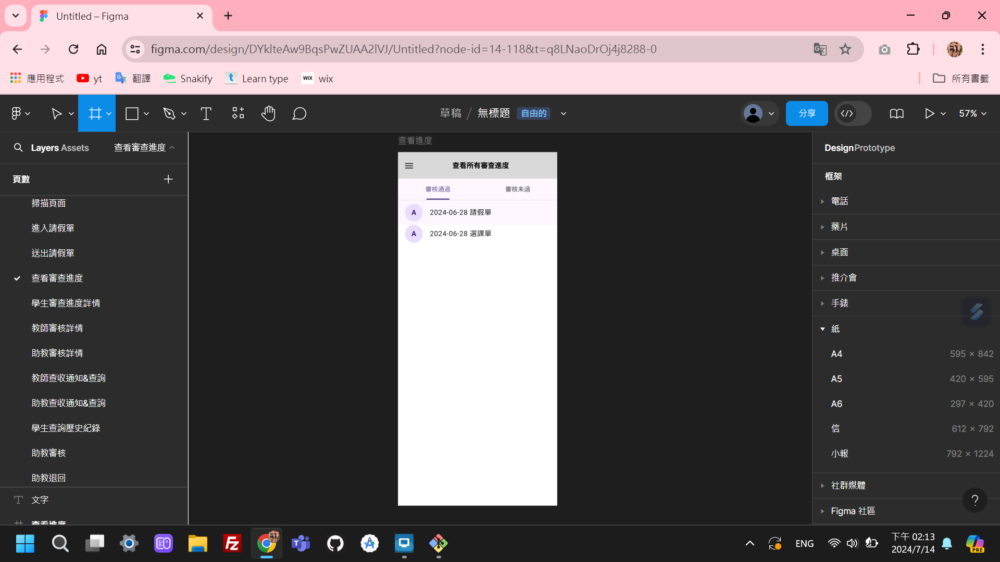 Untitled – Figma
figma.com/design/DYklteAw9BqsPwZUAA2lVJ/Untitled?node-id=14-118&t=q8LNaoDrOj4j8288-0
應用程式 yt 翻譯 Snakify Learn type wix 所有書籤
草稿 / 無標題 自由的 分享 57%
Layers Assets 查看審查進度
頁數
掃描頁面
進入請假單
送出請假單
查看審查進度
學生審查進度詳情
教師審核詳情
助教審核詳情
教師查收通知&查詢
助教查收通知&查詢
學生查詢歷史紀錄
助教審核
助教退回
文字
查看進度
查看進度
查看所有審查進度
審核通過 審核未過
A 2024-06-28 請假單
A 2024-06-28 選課單
Design Prototype
框架
電話
藥片
桌面
推介會
手錶
紙
A4 595 × 842
A5 420 × 595
A6 297 × 420
信 612 × 792
小報 792 × 1224
社群媒體
Figma 社區
?
ENG
下午 02:13
2024/7/14
PRE